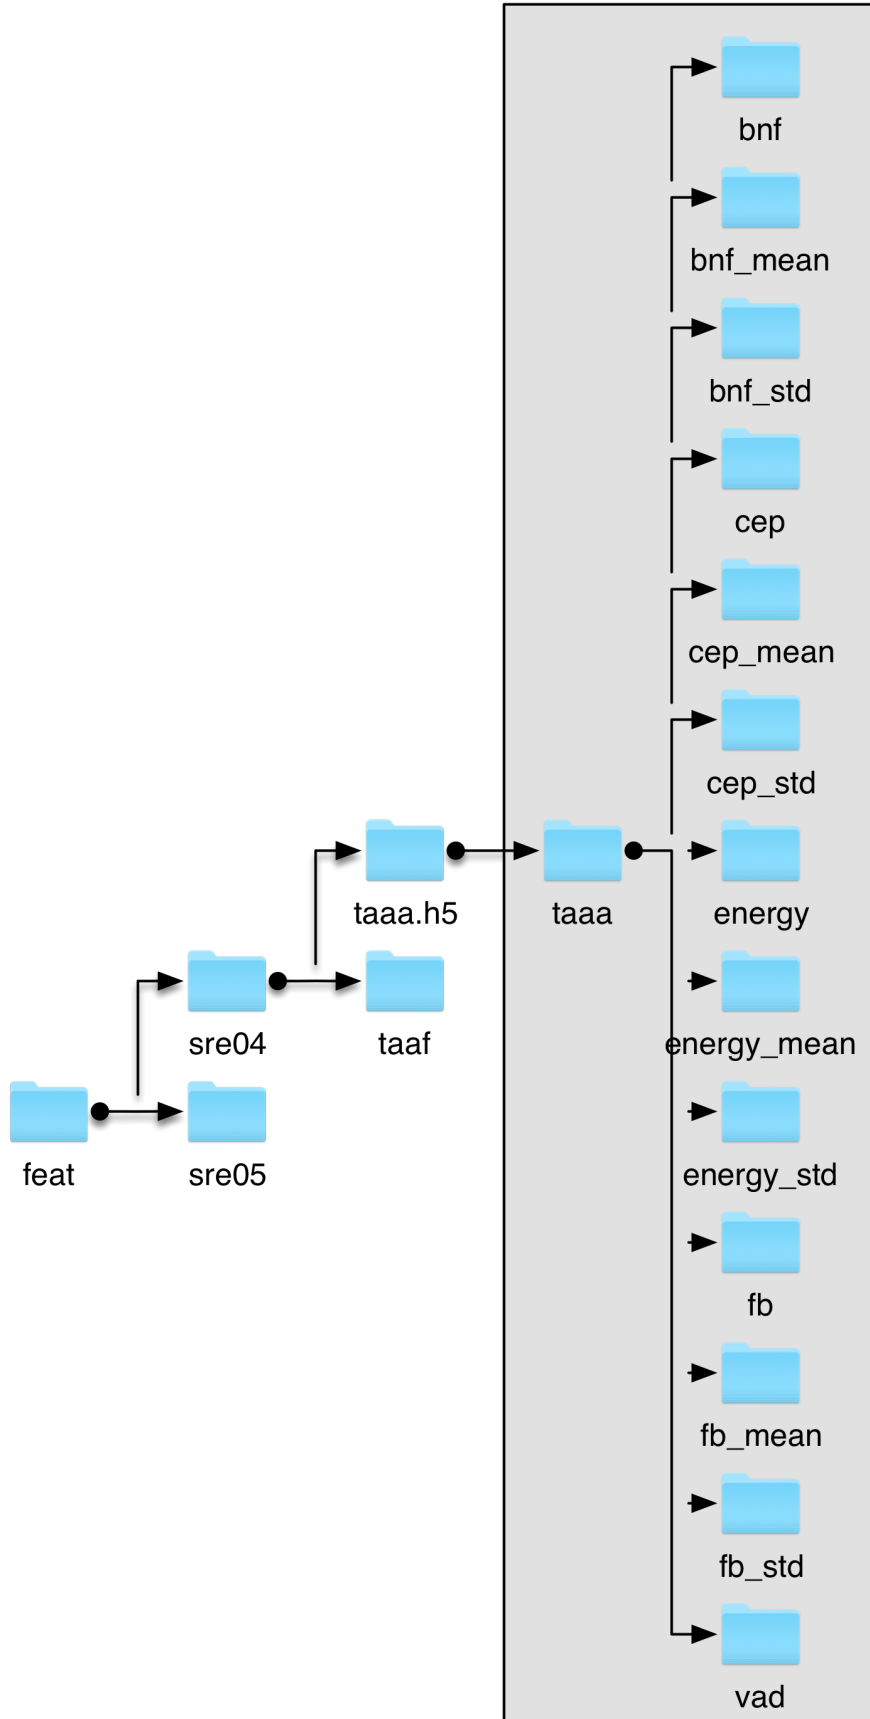 bnf
bnf_mean
bnf_std
cep
cep_mean
cep_std
taaa.h5
taaa
energy
sre04
taaf
energy_mean
feat
sre05
energy_std
fb
fb_mean
fb_std
vad